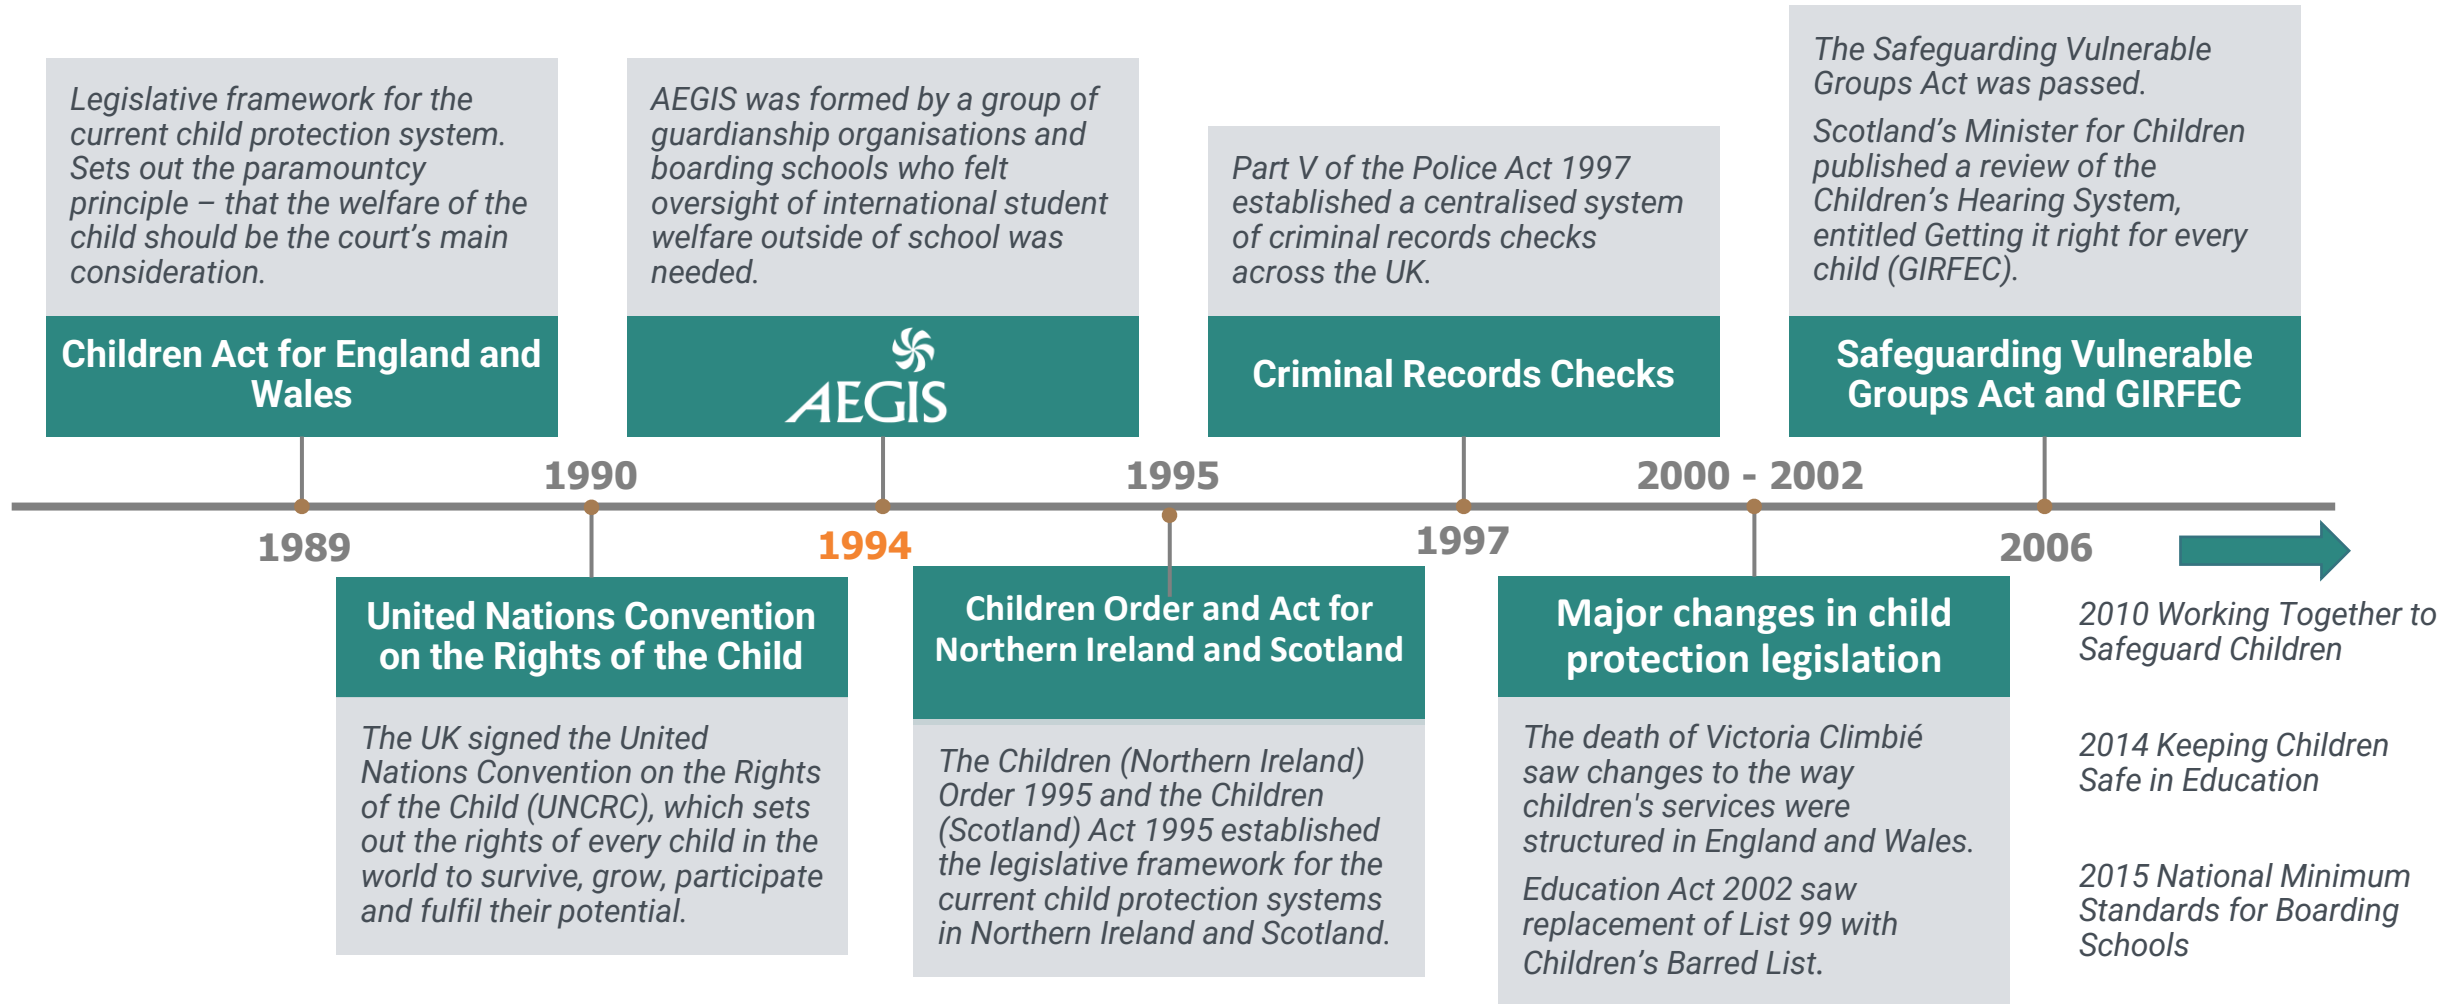 Legislative framework for the
current child protection system.
Sets out the paramountcy
principle – that the welfare of the
child should be the court’s main
consideration.
Children Act for England and
Wales
1989
1990
United Nations Convention
on the Rights of the Child
The UK signed the United
Nations Convention on the Rights
of the Child (UNCRC), which sets
out the rights of every child in the
world to survive, grow, participate
and fulfil their potential.
AEGIS was formed by a group of
guardianship organisations and
boarding schools who felt
oversight of international student
welfare outside of school was
needed.
AEGIS
1994
1995
Children Order and Act for
Northern Ireland and Scotland
The Children (Northern Ireland)
Order 1995 and the Children
(Scotland) Act 1995 established
the legislative framework for the
current child protection systems
in Northern Ireland and Scotland.
Part V of the Police Act 1997
established a centralised system
of criminal records checks
across the UK.
Criminal Records Checks
1997
2000 - 2002
Major changes in child
protection legislation
The death of Victoria Climbié
saw changes to the way
children's services were
structured in England and Wales.
Education Act 2002 saw
replacement of List 99 with
Children’s Barred List.
The Safeguarding Vulnerable
Groups Act was passed.
Scotland’s Minister for Children
published a review of the
Children’s Hearing System,
entitled Getting it right for every
child (GIRFEC).
Safeguarding Vulnerable
Groups Act and GIRFEC
2006
2010 Working Together to
Safeguard Children
2014 Keeping Children
Safe in Education
2015 National Minimum
Standards for Boarding
Schools